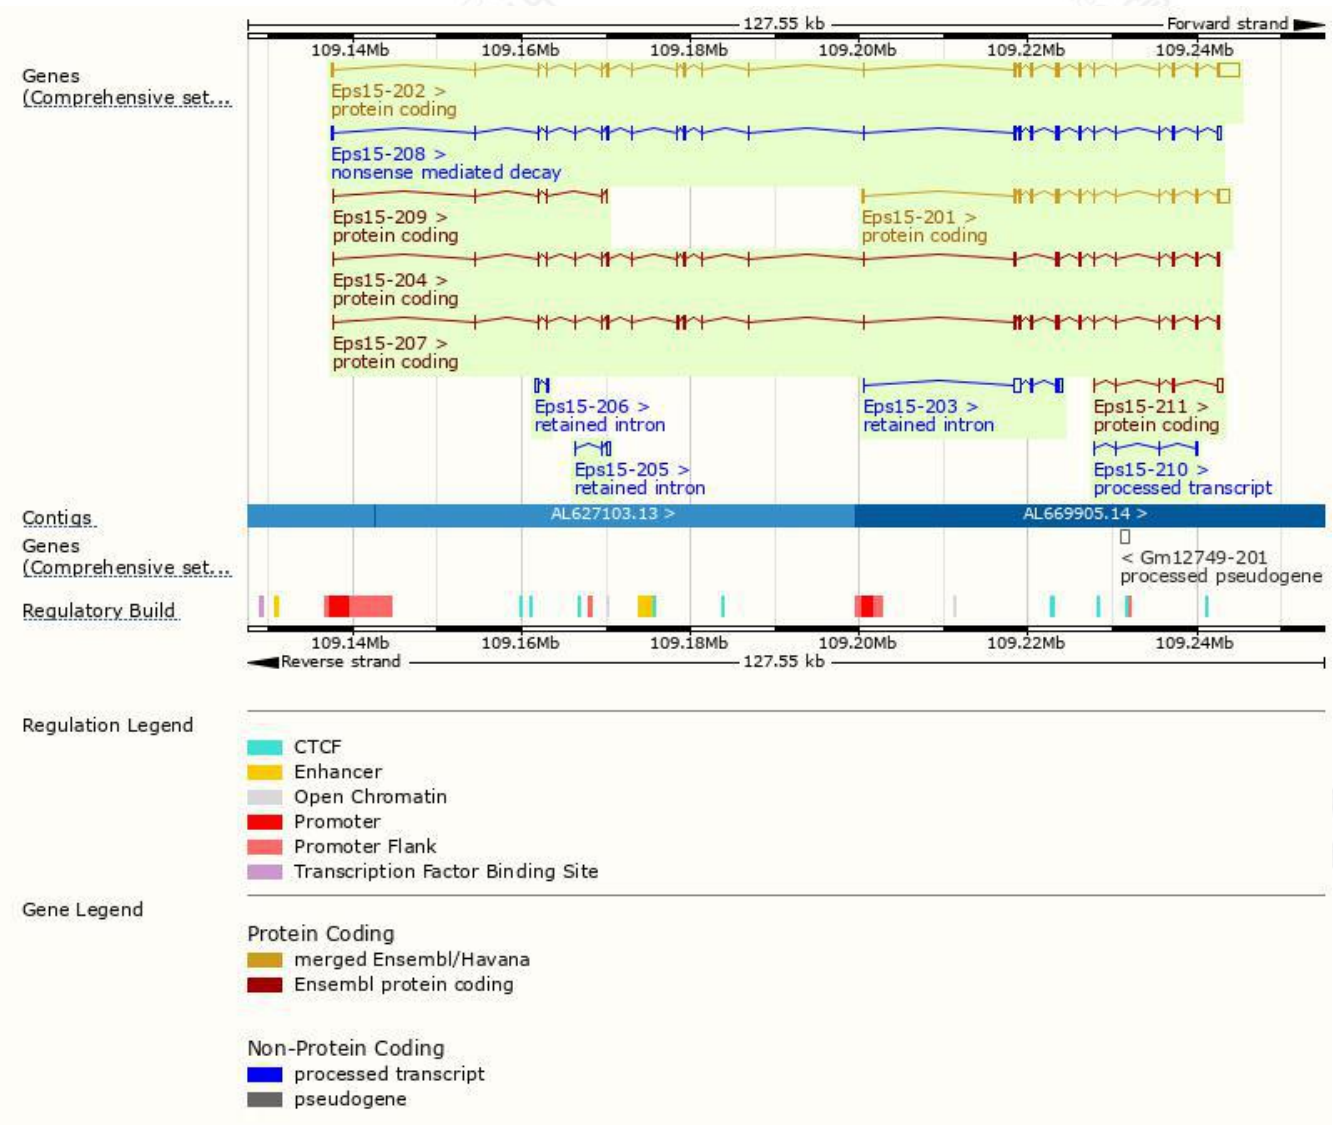 127.55 kb Forward strand
109.14Mb 109.16Mb 109.18Mb 109.20Mb 109.22Mb 109.24Mb
Genes
(Comprehensive set...
Eps15-202 >
protein coding
Eps15-208 >
nonsense mediated decay
Eps15-209 > Eps15-201 >
protein coding protein coding
Eps15-204 >
protein coding
Eps15-207 >
protein coding
Eps15-206 > Eps15-203 > Eps15-211 >
retained intron retained intron protein coding
Eps15-205 > Eps15-210 >
retained intron processed transcript
Contigs AL627103.13 > AL669905.14 >
Genes
(Comprehensive set...
< Gm12749-201
processed pseudogene
Regulatory Build
109.14Mb 109.16Mb 109.18Mb 109.20Mb 109.22Mb 109.24Mb
Reverse strand 127.55 kb
Regulation Legend
CTCF
Enhancer
Open Chromatin
Promoter
Promoter Flank
Transcription Factor Binding Site
Gene Legend
Protein Coding
merged Ensembl/Havana
Ensembl protein coding
Non-Protein Coding
processed transcript
pseudogene